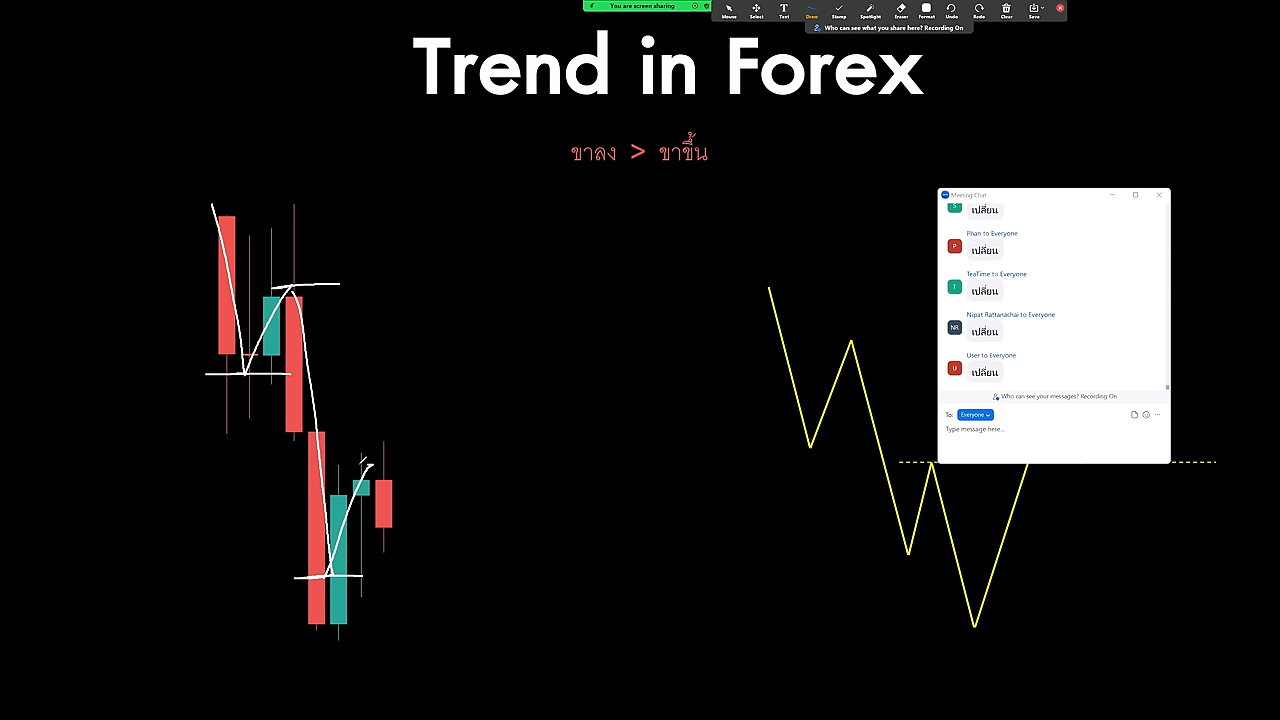 You are screen sharing
Mouse Select Text Draw Stamp Spotlight Eraser Format Undo Redo Clear Save
Who can see what you share here? Recording On
Trend in Forex
ขาลง > ขาขึ้น
Meeting Chat
S
เปลี่ยน
Phan to Everyone
P
เปลี่ยน
TeaTime to Everyone
T
เปลี่ยน
Nipat Rattanachai to Everyone
NR
เปลี่ยน
User to Everyone
U
เปลี่ยน
Who can see your messages? Recording On
To: Everyone
Type message here...